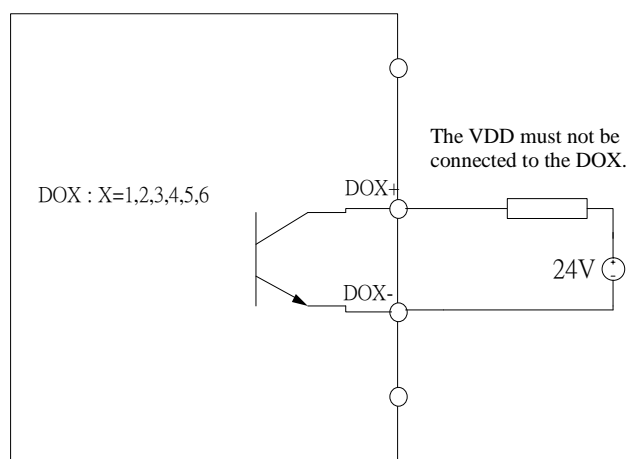 The VDD must not be
connected to the DOX.
DOX : X=1,2,3,4,5,6
DOX+
24V
+
−
DOX-